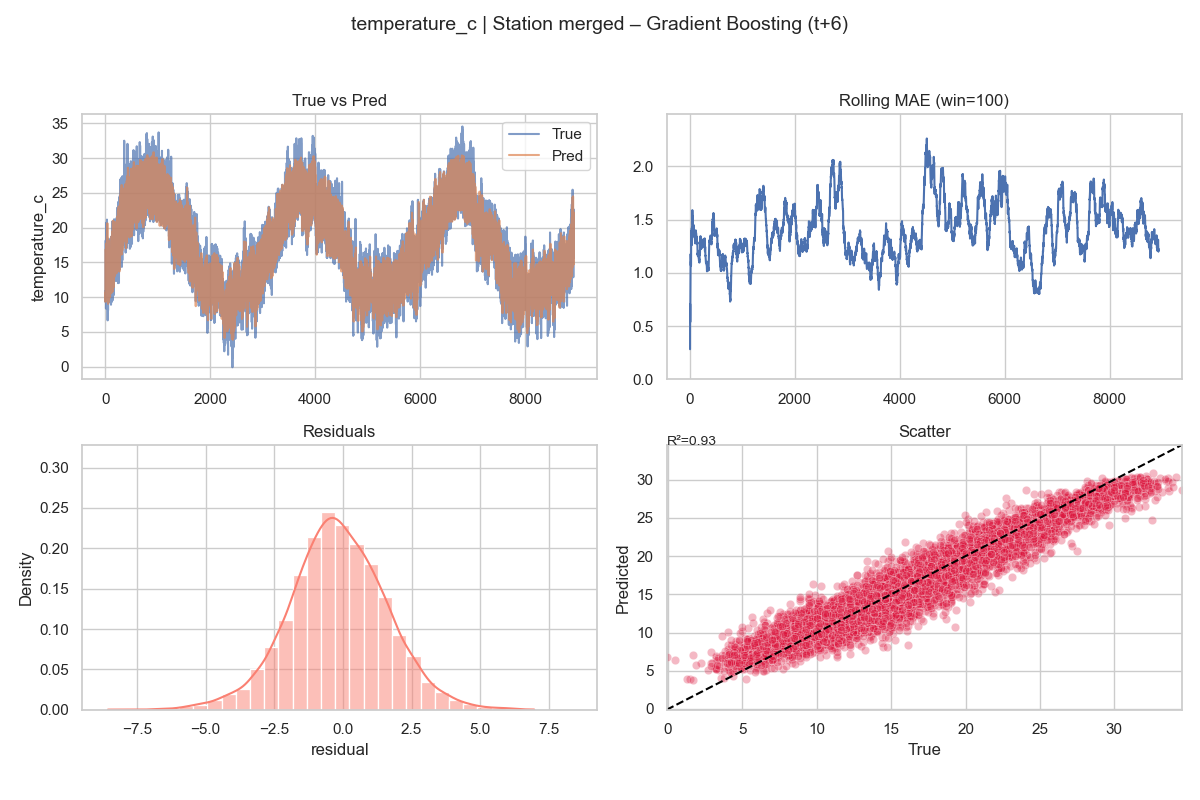 temperature_c | Station merged – Gradient Boosting (t+6)
True vs Pred
temperature_c
35
30
25
20
15
10
5
0
0 2000 4000 6000 8000
True
Pred
Rolling MAE (win=100)
2.0
1.5
1.0
0.5
0.0
0 2000 4000 6000 8000
Residuals
Density
0.30
0.25
0.20
0.15
0.10
0.05
0.00
−7.5 −5.0 −2.5 0.0 2.5 5.0 7.5
residual
Scatter
R²=0.93
Predicted
30
25
20
15
10
5
0
0 5 10 15 20 25 30
True